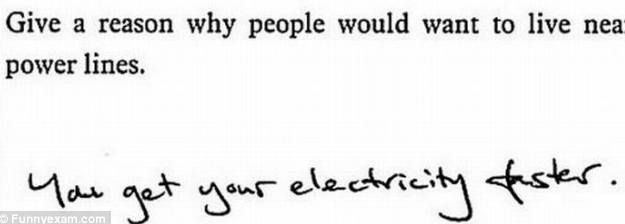 Give a reason why people would want to live nea
power lines.
You get your electricity faster.
© Funnyexam.com